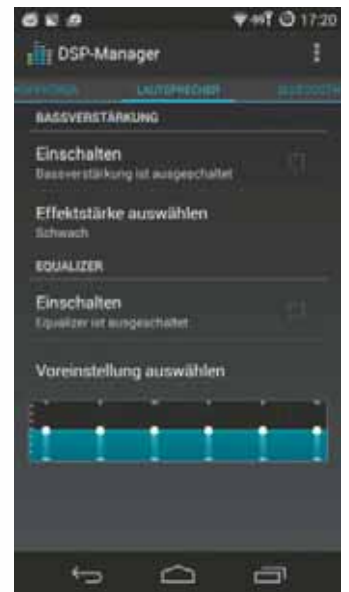 17:20
DSP-Manager
LAUTSPRECHER
BASSVERSTÄRKUNG
Einschalten
Bassverstärkung ist ausgeschaltet
Effektstärke auswählen
Schwach
EQUALIZER
Einschalten
Equalizer ist ausgeschaltet
Voreinstellung auswählen